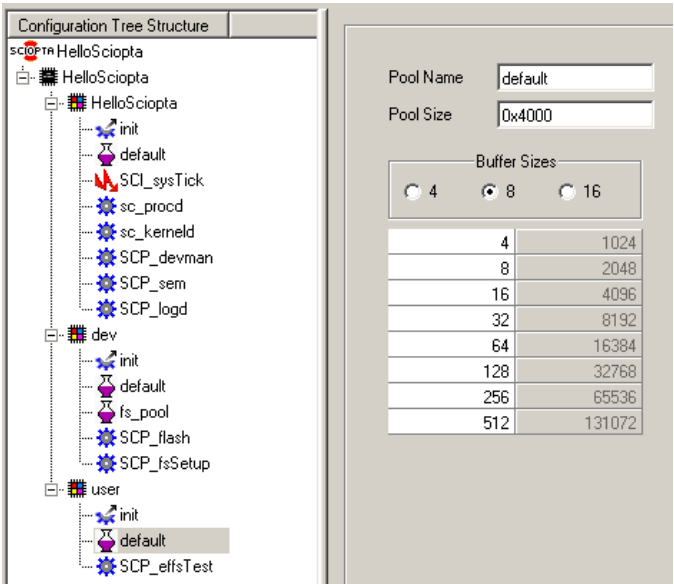 Configuration Tree Structure
SCIOPTA HelloSciopta
HelloSciopta
HelloSciopta
init
default
SCI_sysTick
sc_procd
sc_kerneld
SCP_devman
SCP_sem
SCP_logd
dev
init
default
fs_pool
SCP_flash
SCP_fsSetup
user
init
default
SCP_effsTest
Pool Name default
Pool Size 0x4000
Buffer Sizes
4 8 16
4 1024
8 2048
16 4096
32 8192
64 16384
128 32768
256 65536
512 131072